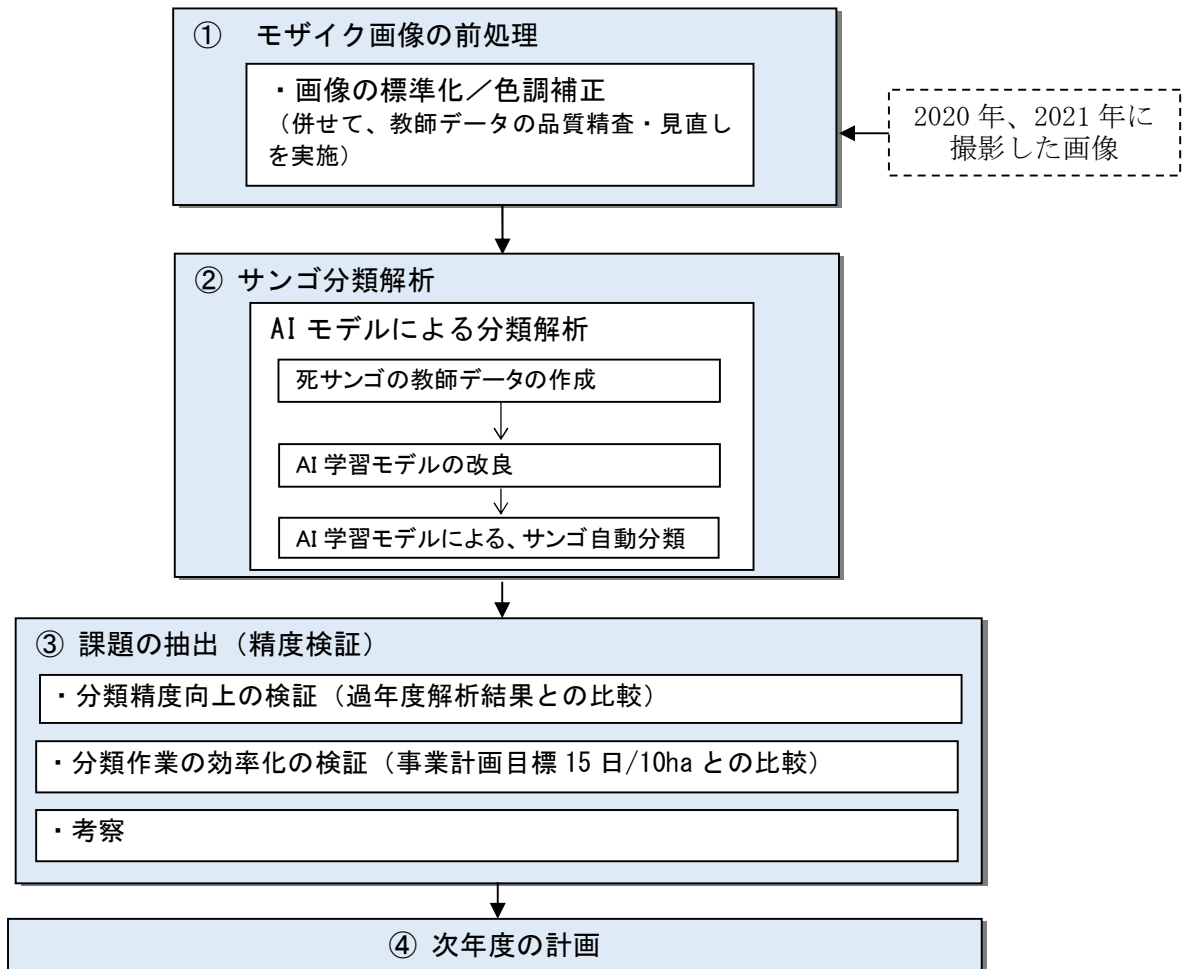 ① モザイク画像の前処理
・画像の標準化／色調補正
（併せて、教師データの品質精査・見直し
を実施）
2020 年、2021 年に
撮影した画像
② サンゴ分類解析
AI モデルによる分類解析
死サンゴの教師データの作成
AI 学習モデルの改良
AI 学習モデルによる、サンゴ自動分類
③ 課題の抽出（精度検証）
・分類精度向上の検証（過年度解析結果との比較）
・分類作業の効率化の検証（事業計画目標 15 日/10ha との比較）
・考察
④ 次年度の計画